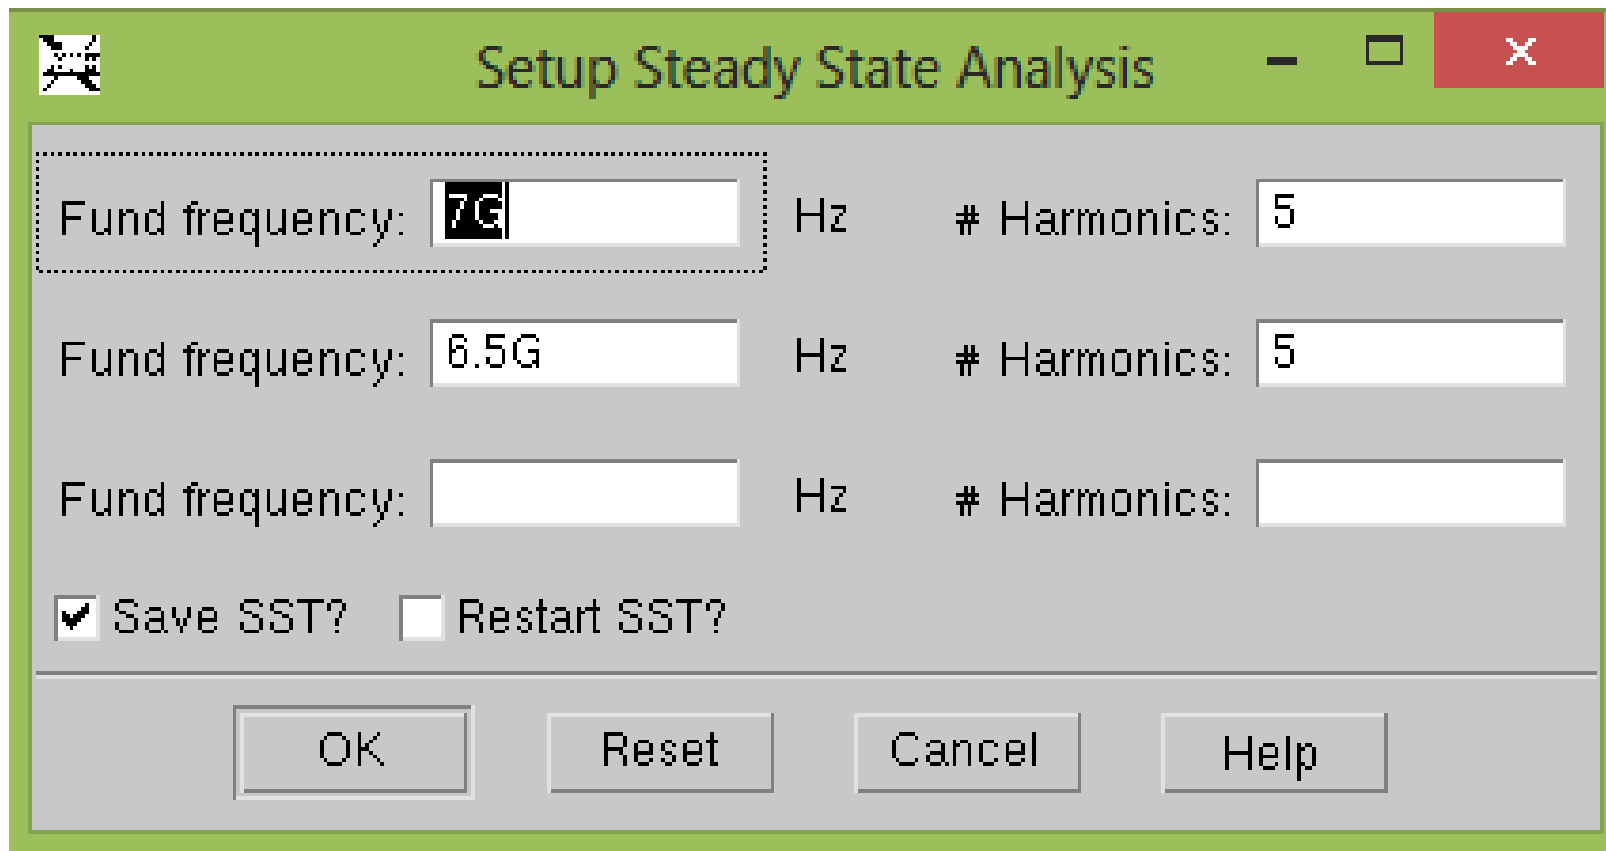 Setup Steady State Analysis
Fund frequency: 7G Hz # Harmonics: 5
Fund frequency: 6.5G Hz # Harmonics: 5
Fund frequency: Hz # Harmonics:
Save SST? Restart SST?
OK Reset Cancel Help